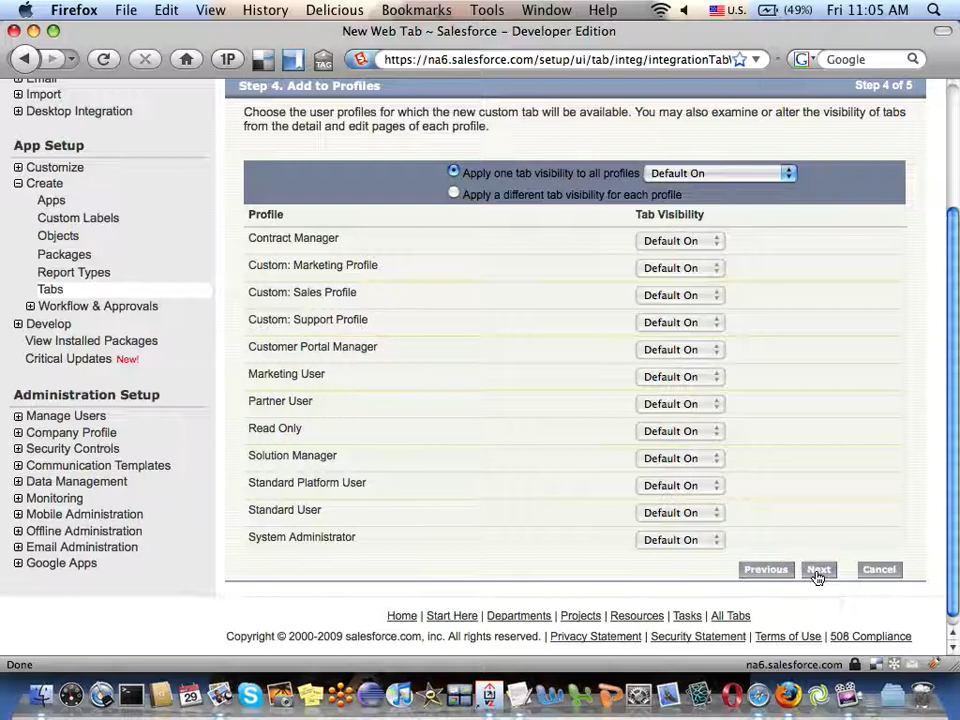 Firefox File Edit View History Delicious Bookmarks Tools Window Help U.S. (49%) Fri 11:05 AM
New Web Tab ~ Salesforce - Developer Edition
1P TAG https://na6.salesforce.com/setup/ui/tab/integ/integrationTab\ Google
Email
Import
Desktop Integration
App Setup
Customize
Create
Apps
Custom Labels
Objects
Packages
Report Types
Tabs
Workflow & Approvals
Develop
View Installed Packages
Critical Updates New!
Administration Setup
Manage Users
Company Profile
Security Controls
Communication Templates
Data Management
Monitoring
Mobile Administration
Offline Administration
Email Administration
Google Apps
Step 4. Add to Profiles Step 4 of 5
Choose the user profiles for which the new custom tab will be available. You may also examine or alter the visibility of tabs
from the detail and edit pages of each profile.
Apply one tab visibility to all profiles Default On
Apply a different tab visibility for each profile
Profile Tab Visibility
Contract Manager Default On
Custom: Marketing Profile Default On
Custom: Sales Profile Default On
Custom: Support Profile Default On
Customer Portal Manager Default On
Marketing User Default On
Partner User Default On
Read Only Default On
Solution Manager Default On
Standard Platform User Default On
Standard User Default On
System Administrator Default On
Previous Next Cancel
Home | Start Here | Departments | Projects | Resources | Tasks | All Tabs
Copyright © 2000-2009 salesforce.com, inc. All rights reserved. | Privacy Statement | Security Statement | Terms of Use | 508 Compliance
Done na6.salesforce.com